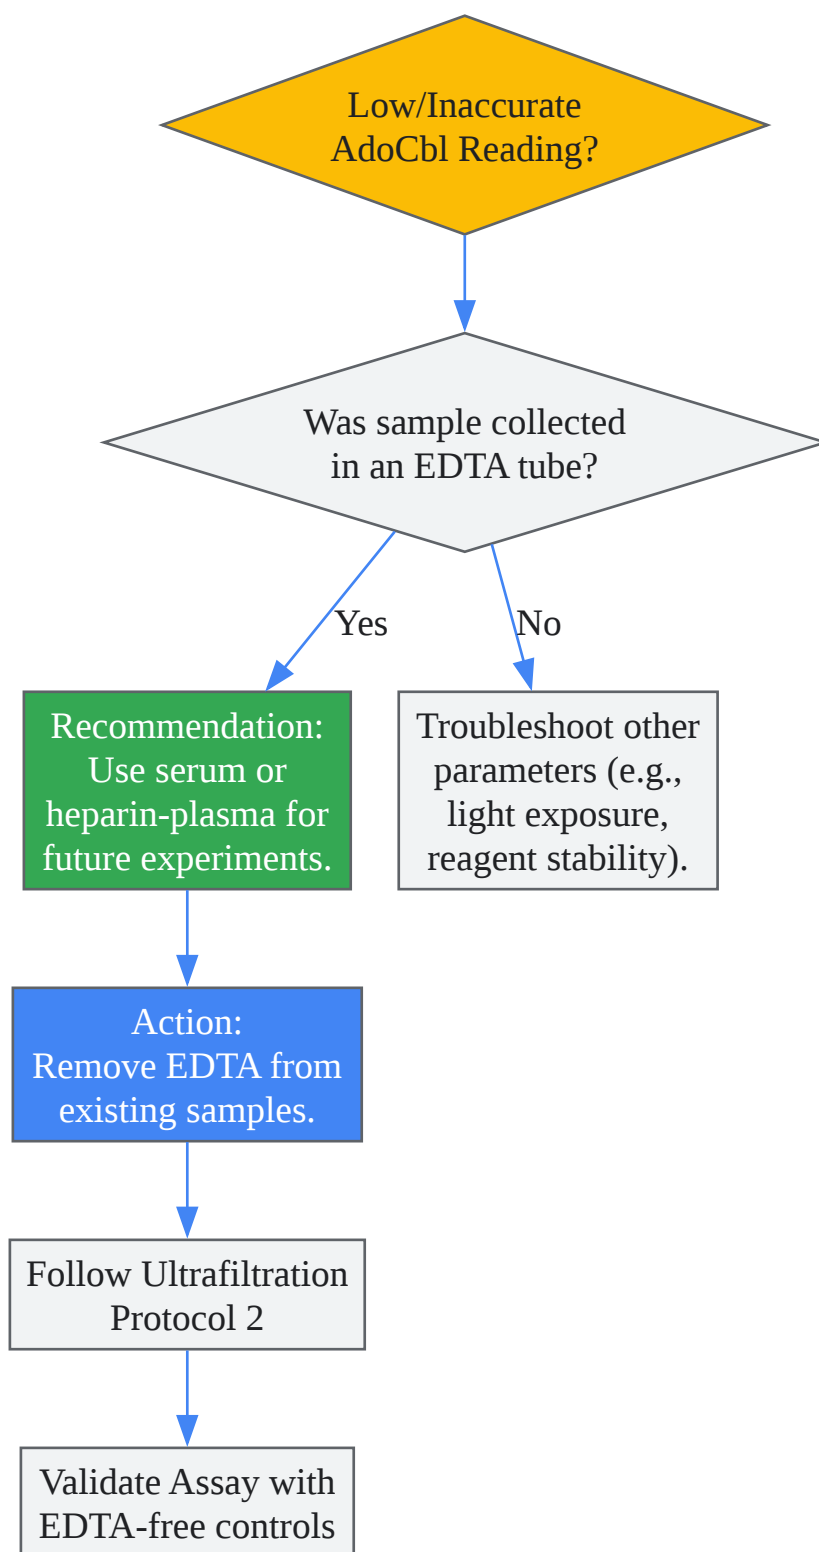 Low/Inaccurate
AdoCbl Reading?
Was sample collected
in an EDTA tube?
Yes
No
Recommendation:
Use serum or
heparin-plasma for
future experiments.
Troubleshoot other
parameters (e.g.,
light exposure,
reagent stability).
Action:
Remove EDTA from
existing samples.
Follow Ultrafiltration
Protocol 2
Validate Assay with
EDTA-free controls